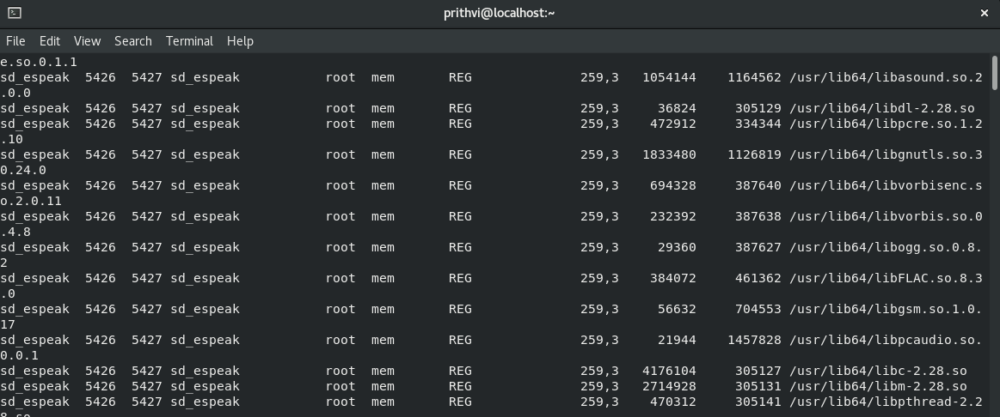 prithvi@localhost:~
File Edit View Search Terminal Help
e.so.0.1.1
sd_espeak 5426 5427 sd_espeak root mem REG 259,3 1054144 1164562 /usr/lib64/libasound.so.2
.0.0
sd_espeak 5426 5427 sd_espeak root mem REG 259,3 36824 305129 /usr/lib64/libdl-2.28.so
sd_espeak 5426 5427 sd_espeak root mem REG 259,3 472912 334344 /usr/lib64/libpcre.so.1.2
.10
sd_espeak 5426 5427 sd_espeak root mem REG 259,3 1833480 1126819 /usr/lib64/libgnutls.so.3
0.24.0
sd_espeak 5426 5427 sd_espeak root mem REG 259,3 694328 387640 /usr/lib64/libvorbisenc.s
o.2.0.11
sd_espeak 5426 5427 sd_espeak root mem REG 259,3 232392 387638 /usr/lib64/libvorbis.so.0
.4.8
sd_espeak 5426 5427 sd_espeak root mem REG 259,3 29360 387627 /usr/lib64/libogg.so.0.8.
2
sd_espeak 5426 5427 sd_espeak root mem REG 259,3 384072 461362 /usr/lib64/libFLAC.so.8.3
.0
sd_espeak 5426 5427 sd_espeak root mem REG 259,3 56632 704553 /usr/lib64/libgsm.so.1.0.
17
sd_espeak 5426 5427 sd_espeak root mem REG 259,3 21944 1457828 /usr/lib64/libpcaudio.so.
0.0.1
sd_espeak 5426 5427 sd_espeak root mem REG 259,3 4176104 305127 /usr/lib64/libc-2.28.so
sd_espeak 5426 5427 sd_espeak root mem REG 259,3 2714928 305131 /usr/lib64/libm-2.28.so
sd_espeak 5426 5427 sd_espeak root mem REG 259,3 470312 305141 /usr/lib64/libpthread-2.2
8.so